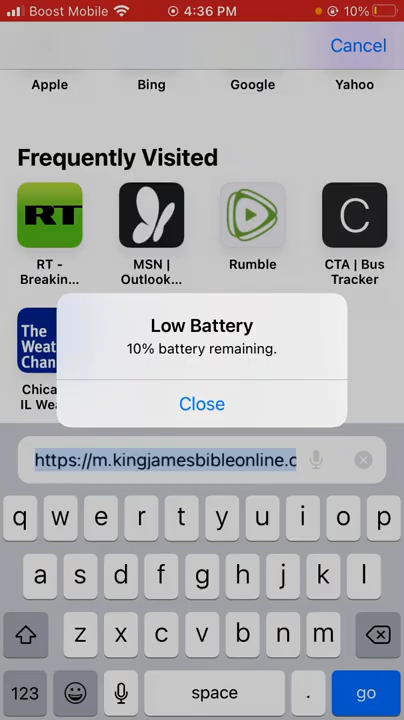 Boost Mobile 4:36 PM 10%
Cancel
Apple Bing Google Yahoo
Frequently Visited
RT C
RT - Breakin... MSN | Outlook... Rumble CTA | Bus Tracker
The
Weat
Chan
Low Battery
10% battery remaining.
Chica
IL We
Close
https://m.kingjamesbibleonline.c
q w e r t y u i o p
a s d f g h j k l
z x c v b n m
123 space . go